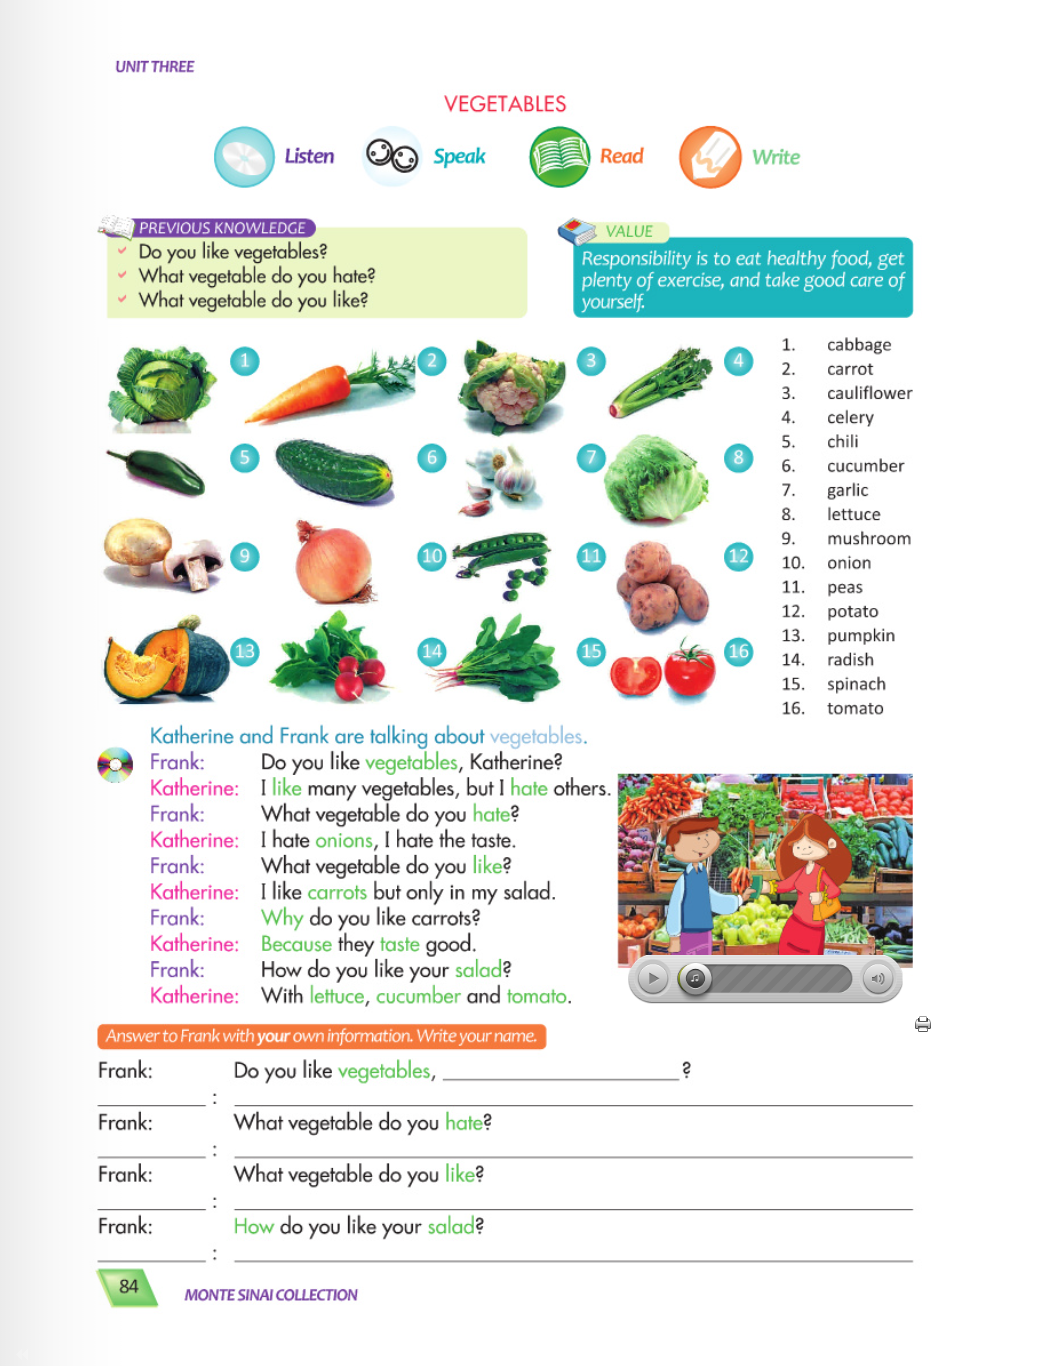 UNIT THREE
VEGETABLES
Listen
Speak
Read
Write
PREVIOUS KNOWLEDGE
Do you like vegetables?
What vegetable do you hate?
What vegetable do you like?
VALUE
Responsibility is to eat healthy food, get
plenty of exercise, and take good care of
yourself.
1
2
3
4
5
6
7
8
9
10
11
12
13
14
15
16
1. cabbage
2. carrot
3. cauliflower
4. celery
5. chili
6. cucumber
7. garlic
8. lettuce
9. mushroom
10. onion
11. peas
12. potato
13. pumpkin
14. radish
15. spinach
16. tomato
Katherine and Frank are talking about vegetables.
Frank: Do you like vegetables, Katherine?
Katherine: I like many vegetables, but I hate others.
Frank: What vegetable do you hate?
Katherine: I hate onions, I hate the taste.
Frank: What vegetable do you like?
Katherine: I like carrots but only in my salad.
Frank: Why do you like carrots?
Katherine: Because they taste good.
Frank: How do you like your salad?
Katherine: With lettuce, cucumber and tomato.
Answer to Frank with your own information. Write your name.
Frank: Do you like vegetables, ____________________?
__________ : ____________________
Frank: What vegetable do you hate?
__________ : ____________________
Frank: What vegetable do you like?
__________ : ____________________
Frank: How do you like your salad?
__________ : ____________________
84
MONTE SINAI COLLECTION